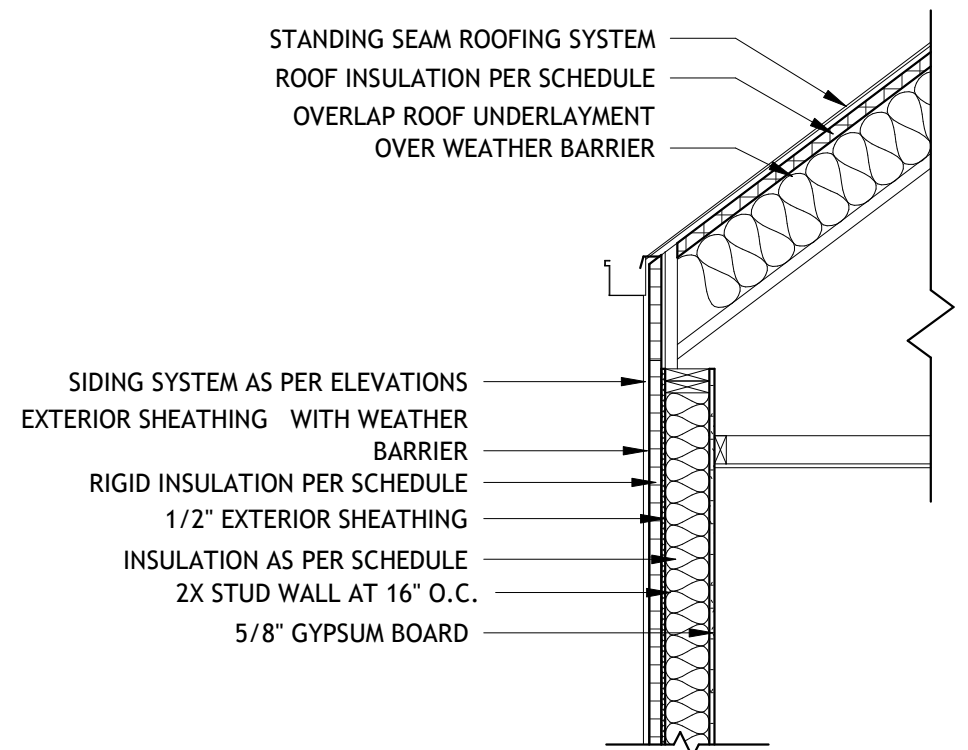 STANDING SEAM ROOFING SYSTEM
ROOF INSULATION PER SCHEDULE
OVERLAP ROOF UNDERLAYMENT
OVER WEATHER BARRIER
SIDING SYSTEM AS PER ELEVATIONS
EXTERIOR SHEATHING WITH WEATHER
BARRIER
RIGID INSULATION PER SCHEDULE
1/2" EXTERIOR SHEATHING
INSULATION AS PER SCHEDULE
2X STUD WALL AT 16" O.C.
5/8" GYPSUM BOARD